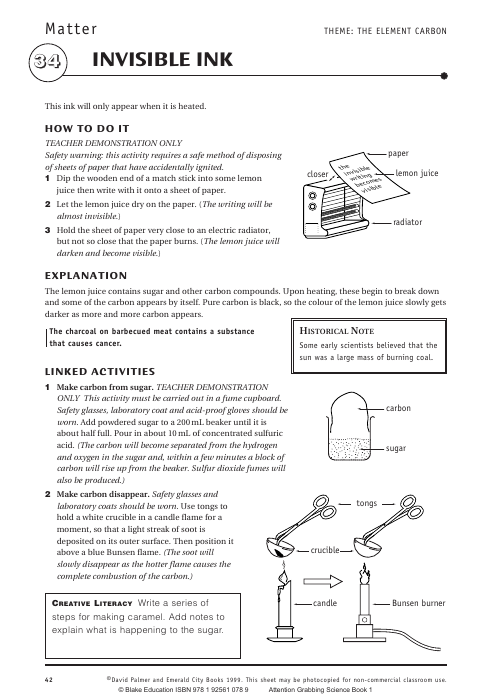 Matter
THEME: THE ELEMENT CARBON
34
INVISIBLE INK
This ink will only appear when it is heated.
HOW TO DO IT
TEACHER DEMONSTRATION ONLY
Safety warning: this activity requires a safe method of disposing
of sheets of paper that have accidentally ignited.
1 Dip the wooden end of a match stick into some lemon
juice then write with it onto a sheet of paper.
2 Let the lemon juice dry on the paper. (The writing will be
almost invisible.)
3 Hold the sheet of paper very close to an electric radiator,
but not so close that the paper burns. (The lemon juice will
darken and become visible.)
paper
closer
the
invisible
writing
becomes
visible
lemon juice
radiator
EXPLANATION
The lemon juice contains sugar and other carbon compounds. Upon heating, these begin to break down
and some of the carbon appears by itself. Pure carbon is black, so the colour of the lemon juice slowly gets
darker as more and more carbon appears.
The charcoal on barbecued meat contains a substance
that causes cancer.
HISTORICAL NOTE
Some early scientists believed that the
sun was a large mass of burning coal.
LINKED ACTIVITIES
1 Make carbon from sugar. TEACHER DEMONSTRATION
ONLY This activity must be carried out in a fume cupboard.
Safety glasses, laboratory coat and acid-proof gloves should be
worn. Add powdered sugar to a 200 mL beaker until it is
about half full. Pour in about 10 mL of concentrated sulfuric
acid. (The carbon will become separated from the hydrogen
and oxygen in the sugar and, within a few minutes a block of
carbon will rise up from the beaker. Sulfur dioxide fumes will
also be produced.)
carbon
sugar
2 Make carbon disappear. Safety glasses and
laboratory coats should be worn. Use tongs to
hold a white crucible in a candle flame for a
moment, so that a light streak of soot is
deposited on its outer surface. Then position it
above a blue Bunsen flame. (The soot will
slowly disappear as the hotter flame causes the
complete combustion of the carbon.)
tongs
crucible
candle
Bunsen burner
CREATIVE LITERACY Write a series of
steps for making caramel. Add notes to
explain what is happening to the sugar.
42
©David Palmer and Emerald City Books 1999. This sheet may be photocopied for non-commercial classroom use.
© Blake Education ISBN 978 1 92561 078 9 Attention Grabbing Science Book 1